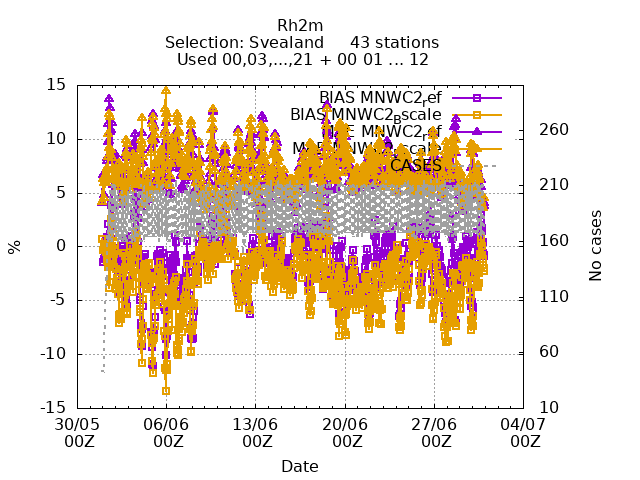 Rh2m
Selection: Svealand 43 stations
Used 00,03,...,21 + 00 01 ... 12
BIAS MNWC2_ref
BIAS MNWC2_Bscale
MNWC2_ref
MNWC2_Bscale
CASES
15
10
5
0
-5
-10
-15
%
260
210
160
110
60
10
No cases
30/05 06/06 13/06 20/06 27/06 04/07
00Z 00Z 00Z 00Z 00Z 00Z
Date